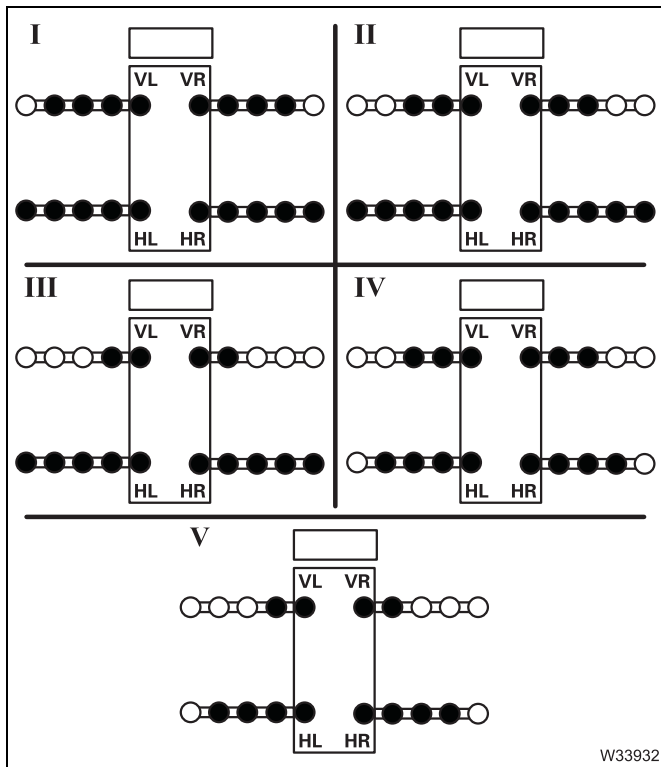 I
VL VR
HL HR
II
VL VR
HL HR
III
VL VR
HL HR
IV
VL VR
HL HR
V
VL VR
HL HR
W33932